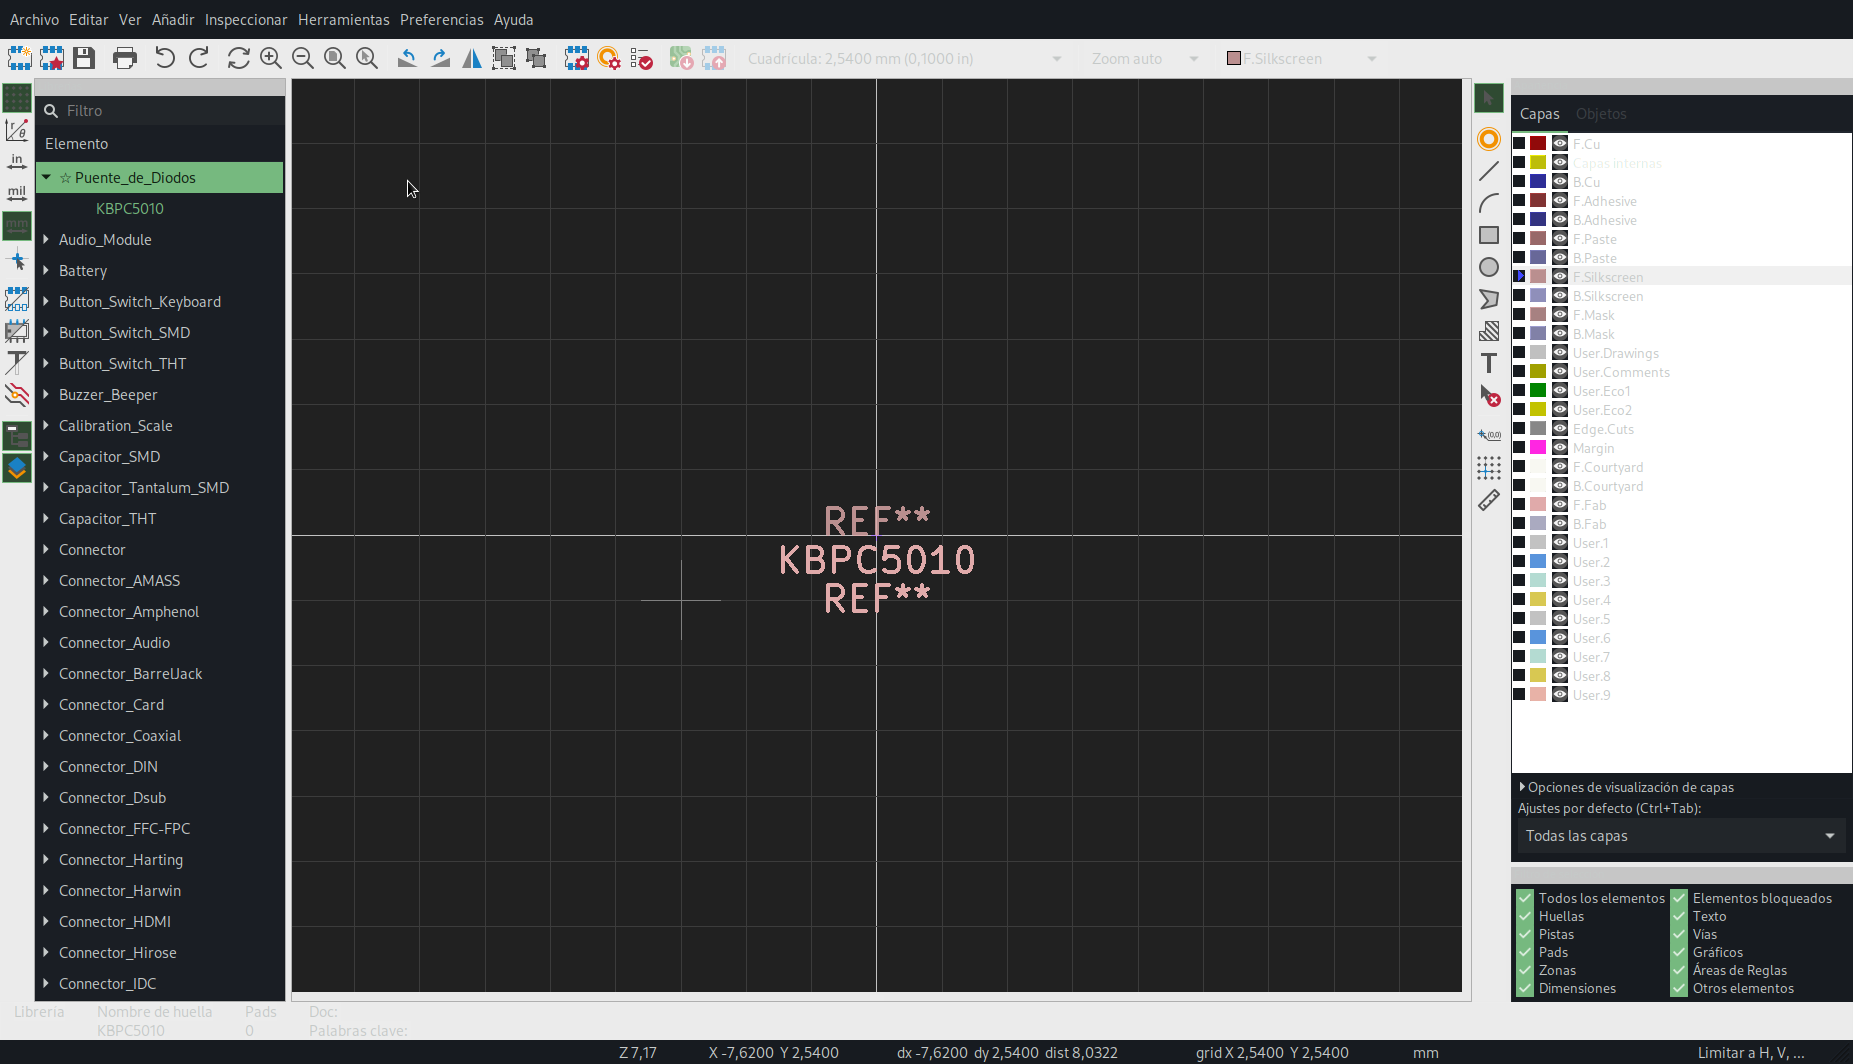 Archivo Editar Ver Añadir Inspeccionar Herramientas Preferencias Ayuda
Cuadrícula: 2,5400 mm (0,1000 in) Zoom auto F.Silkscreen
Filtro
Elemento
Puente_de_Diodos
KBPC5010
Audio_Module
Battery
Button_Switch_Keyboard
Button_Switch_SMD
Button_Switch_THT
Buzzer_Beeper
Calibration_Scale
Capacitor_SMD
Capacitor_Tantalum_SMD
Capacitor_THT
Connector
Connector_AMASS
Connector_Amphenol
Connector_Audio
Connector_BarrelJack
Connector_Card
Connector_Coaxial
Connector_DIN
Connector_Dsub
Connector_FFC-FPC
Connector_Harting
Connector_Harwin
Connector_HDMI
Connector_Hirose
Connector_IDC
in
mil
mm
REF**
KBPC5010
REF**
(0,0)
Capas Objetos
F.Cu
Capas internas
B.Cu
F.Adhesive
B.Adhesive
F.Paste
B.Paste
F.Silkscreen
B.Silkscreen
F.Mask
B.Mask
User.Drawings
User.Comments
User.Eco1
User.Eco2
Edge.Cuts
Margin
F.Courtyard
B.Courtyard
F.Fab
B.Fab
User.1
User.2
User.3
User.4
User.5
User.6
User.7
User.8
User.9
Opciones de visualización de capas
Ajustes por defecto (Ctrl+Tab):
Todas las capas
Todos los elementos Elementos bloqueados
Huellas Texto
Pistas Vías
Pads Gráficos
Zonas Áreas de Reglas
Dimensiones Otros elementos
Librería Nombre de huella Pads Doc:
KBPC5010 0 Palabras clave:
Z 7,17 X -7,6200 Y 2,5400 dx -7,6200 dy 2,5400 dist 8,0322 grid X 2,5400 Y 2,5400 mm Limitar a H, V, ...